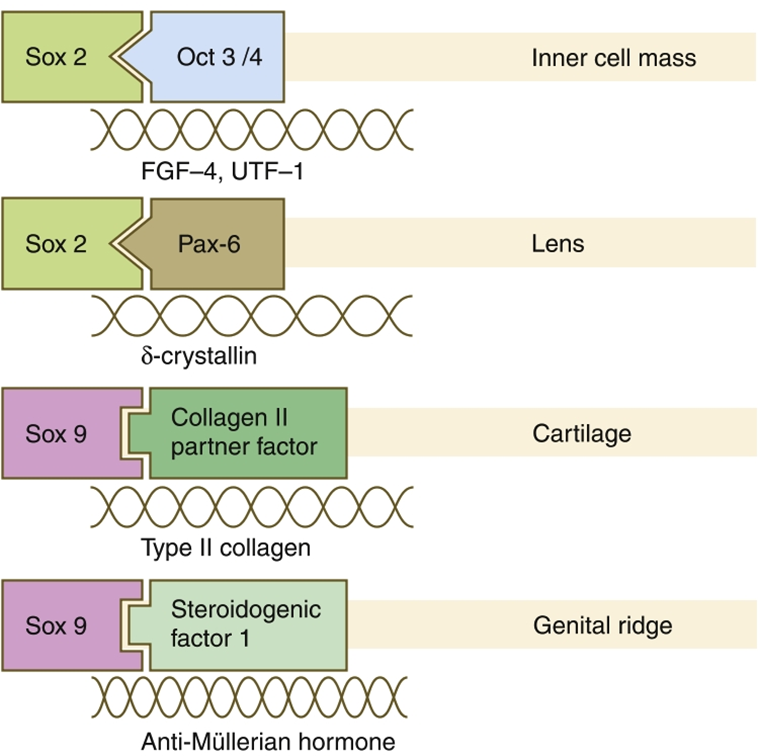 Sox 2 Oct 3 /4 Inner cell mass
FGF–4, UTF–1
Sox 2 Pax-6 Lens
δ-crystallin
Sox 9 Collagen II partner factor Cartilage
Type II collagen
Sox 9 Steroidogenic factor 1 Genital ridge
Anti-Müllerian hormone